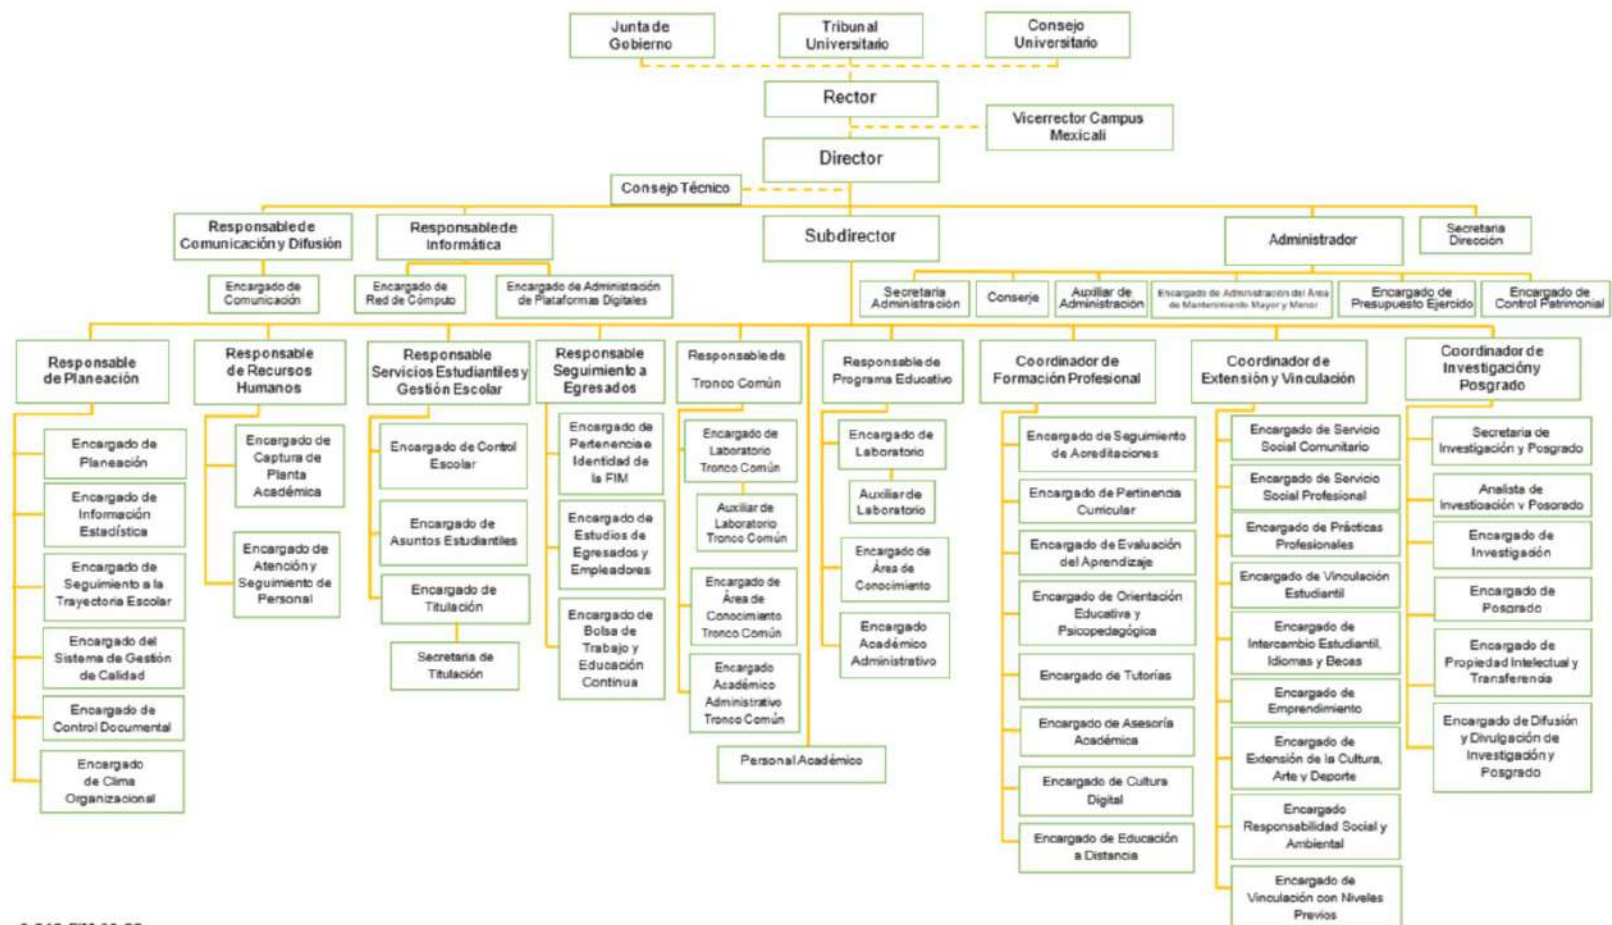 Junta de
Gobierno
Tribunal
Universitario
Consejo
Universitario
Rector
Vicerrector Campus
Mexicali
Director
Consejo Técnico
Responsable de
Comunicación y Difusión
Responsable de
Informática
Subdirector
Administrador
Secretaria
Dirección
Encargado de
Comunicación
Encargado de
Red de Cómputo
Encargado de Administración
de Plataformas Digitales
Secretaria
Administración
Conserje
Auxiliar de
Administración
Encargado de Administración del Área
de Mantenimiento Mayor y Menor
Encargado de
Presupuesto Ejercido
Encargado de
Control Patrimonial
Responsable
de Planeación
Responsable
de Recursos
Humanos
Responsable
Servicios Estudiantiles y
Gestión Escolar
Responsable
Seguimiento a
Egresados
Responsable de
Tronco Común
Responsable de
Programa Educativo
Coordinador de
Formación Profesional
Coordinador de
Extensión y Vinculación
Coordinador de
Investigación y
Posgrado
Encargado de
Planeación
Encargado de
Información
Estadística
Encargado de
Seguimiento a la
Trayectoria Escolar
Encargado del
Sistema de Gestión
de Calidad
Encargado de
Control Documental
Encargado
de Clima
Organizacional
Encargado de
Captura de
Planta
Académica
Encargado de
Atención y
Seguimiento de
Personal
Encargado de Control
Escolar
Encargado de
Asuntos Estudiantiles
Encargado de
Titulación
Secretaria de
Titulación
Encargado de
Pertenencia e
Identidad de
la FIM
Encargado de
Estudios de
Egresados y
Empleadores
Encargado de
Bolsa de
Trabajo y
Educación
Continua
Encargado de
Laboratorio
Tronco Común
Auxiliar de
Laboratorio
Tronco Común
Encargado de
Área de
Conocimiento
Tronco Común
Encargado
Académico
Administrativo
Tronco Común
Personal Académico
Encargado de
Laboratorio
Auxiliar de
Laboratorio
Encargado de
Área de
Conocimiento
Encargado
Académico
Administrativo
Encargado de Seguimiento
de Acreditaciones
Encargado de Pertinencia
Curricular
Encargado de Evaluación
del Aprendizaje
Encargado de Orientación
Educativa y
Psicopedagógica
Encargado de Tutorías
Encargado de Asesoría
Académica
Encargado de Cultura
Digital
Encargado de Educación
a Distancia
Encargado de Servicio
Social Comunitario
Encargado de Servicio
Social Profesional
Encargado de Prácticas
Profesionales
Encargado de Vinculación
Estudiantil
Encargado de
Intercambio Estudiantil,
Idiomas y Becas
Encargado de
Emprendimiento
Encargado de
Extensión de la Cultura,
Arte y Deporte
Encargado
Responsabilidad Social y
Ambiental
Encargado de
Vinculación con Niveles
Previos
Secretaria de
Investigación y Posgrado
Analista de
Investigación y Posgrado
Encargado de
Investigación
Encargado de
Posgrado
Encargado de
Propiedad Intelectual y
Transferencia
Encargado de Difusión
y Divulgación de
Investigación y
Posgrado